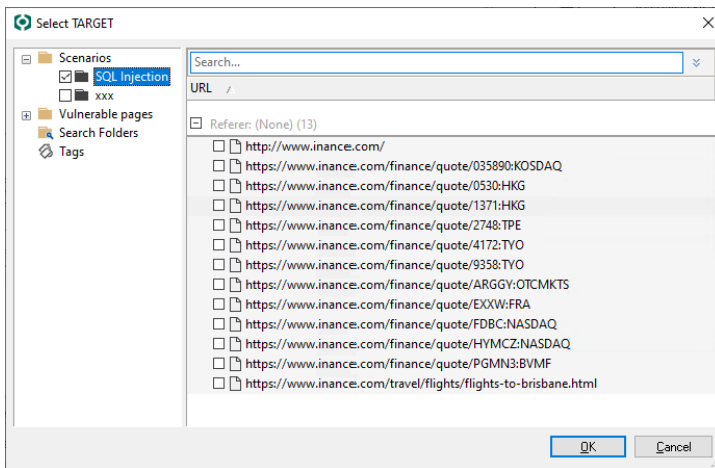 Select TARGET
Scenarios
SQL Injection
xxx
Vulnerable pages
Search Folders
Tags
Search...
URL
Referer: (None) (13)
http://www.inance.com/
https://www.inance.com/finance/quote/035890:KOSDAQ
https://www.inance.com/finance/quote/0530:HKG
https://www.inance.com/finance/quote/1371:HKG
https://www.inance.com/finance/quote/2748:TPE
https://www.inance.com/finance/quote/4172:TYO
https://www.inance.com/finance/quote/9358:TYO
https://www.inance.com/finance/quote/ARGGY:OTCMKTS
https://www.inance.com/finance/quote/EXXW:FRA
https://www.inance.com/finance/quote/FDBC:NASDAQ
https://www.inance.com/finance/quote/HYMCZ:NASDAQ
https://www.inance.com/finance/quote/PGMN3:BVMF
https://www.inance.com/travel/flights/flights-to-brisbane.html
OK
Cancel